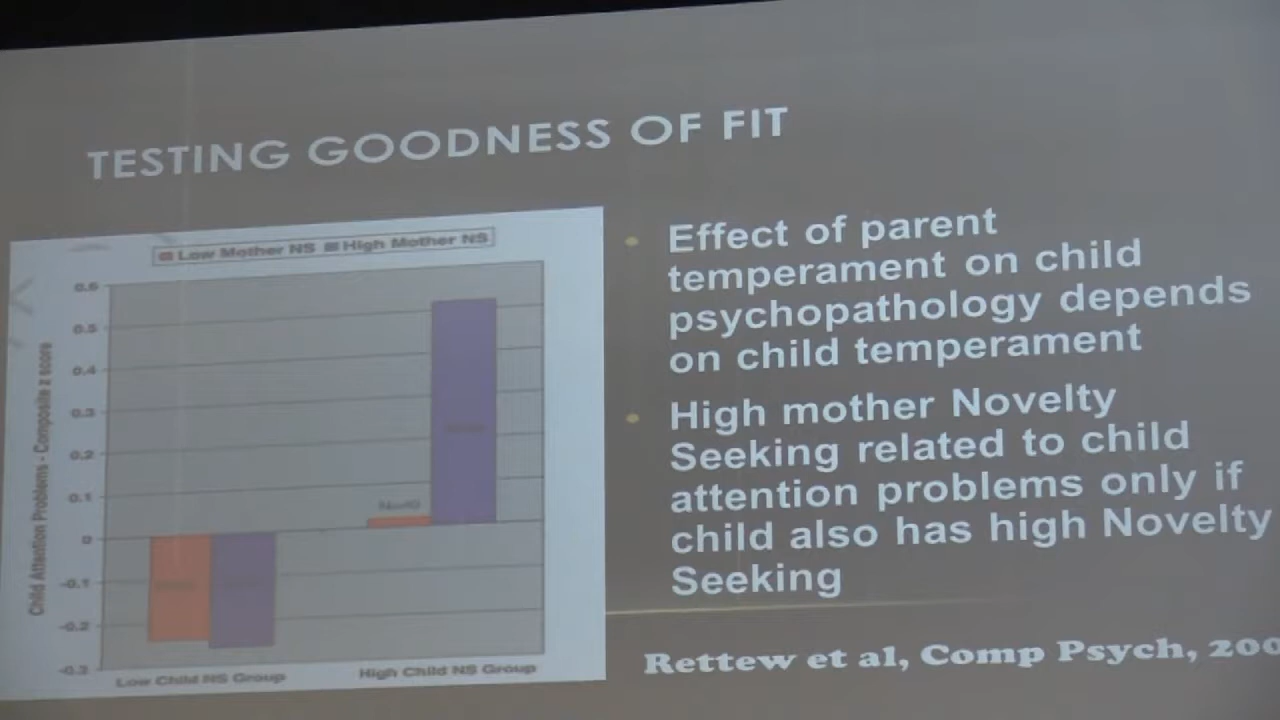 TESTING GOODNESS OF FIT
Low Mother NS High Mother NS
0.6
0.5
0.4
0.3
0.2
0.1
0
-0.1
-0.2
-0.3
Child Attention Problems - Composite z score
Low Child NS Group
High Child NS Group
Effect of parent
temperament on child
psychopathology depends
on child temperament
High mother Novelty
Seeking related to child
attention problems only if
child also has high Novelty
Seeking
Rettew et al, Comp Psych, 200